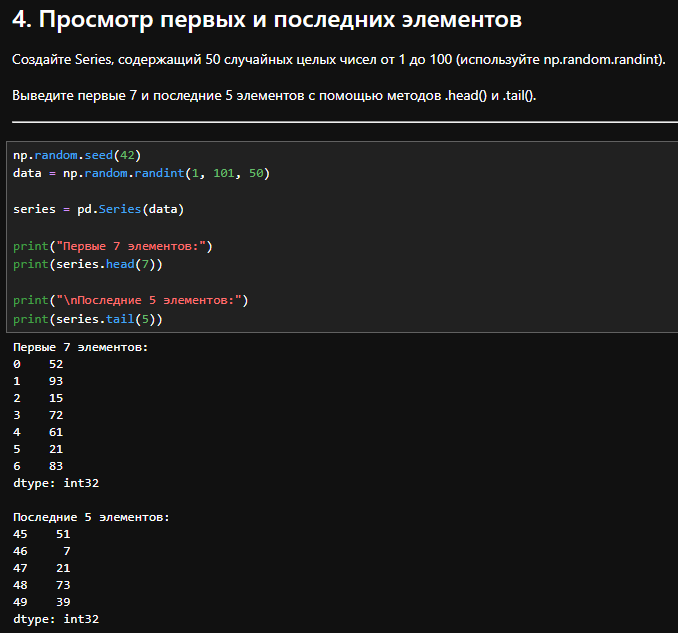 4. Просмотр первых и последних элементов
Создайте Series, содержащий 50 случайных целых чисел от 1 до 100 (используйте np.random.randint).
Выведите первые 7 и последние 5 элементов с помощью методов .head() и .tail().
np.random.seed(42)
data = np.random.randint(1, 101, 50)
series = pd.Series(data)
print("Первые 7 элементов:")
print(series.head(7))
print("\nПоследние 5 элементов:")
print(series.tail(5))
Первые 7 элементов:
0    52
1    93
2    15
3    72
4    61
5    21
6    83
dtype: int32
Последние 5 элементов:
45    51
46     7
47    21
48    73
49    39
dtype: int32